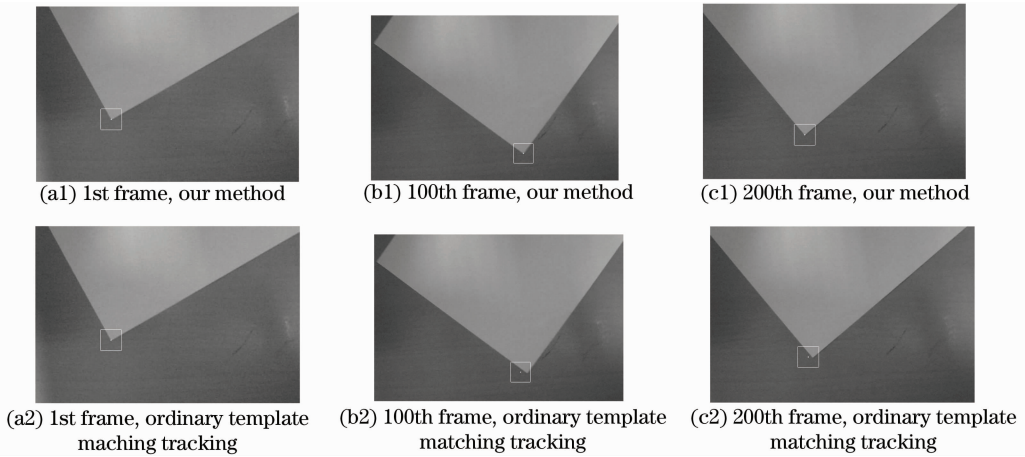 (a1) 1st frame, our method
(b1) 100th frame, our method
(c1) 200th frame, our method
(a2) 1st frame, ordinary template
maching tracking
(b2) 100th frame, ordinary template
matching tracking
(c2) 200th frame, ordinary template
matching tracking